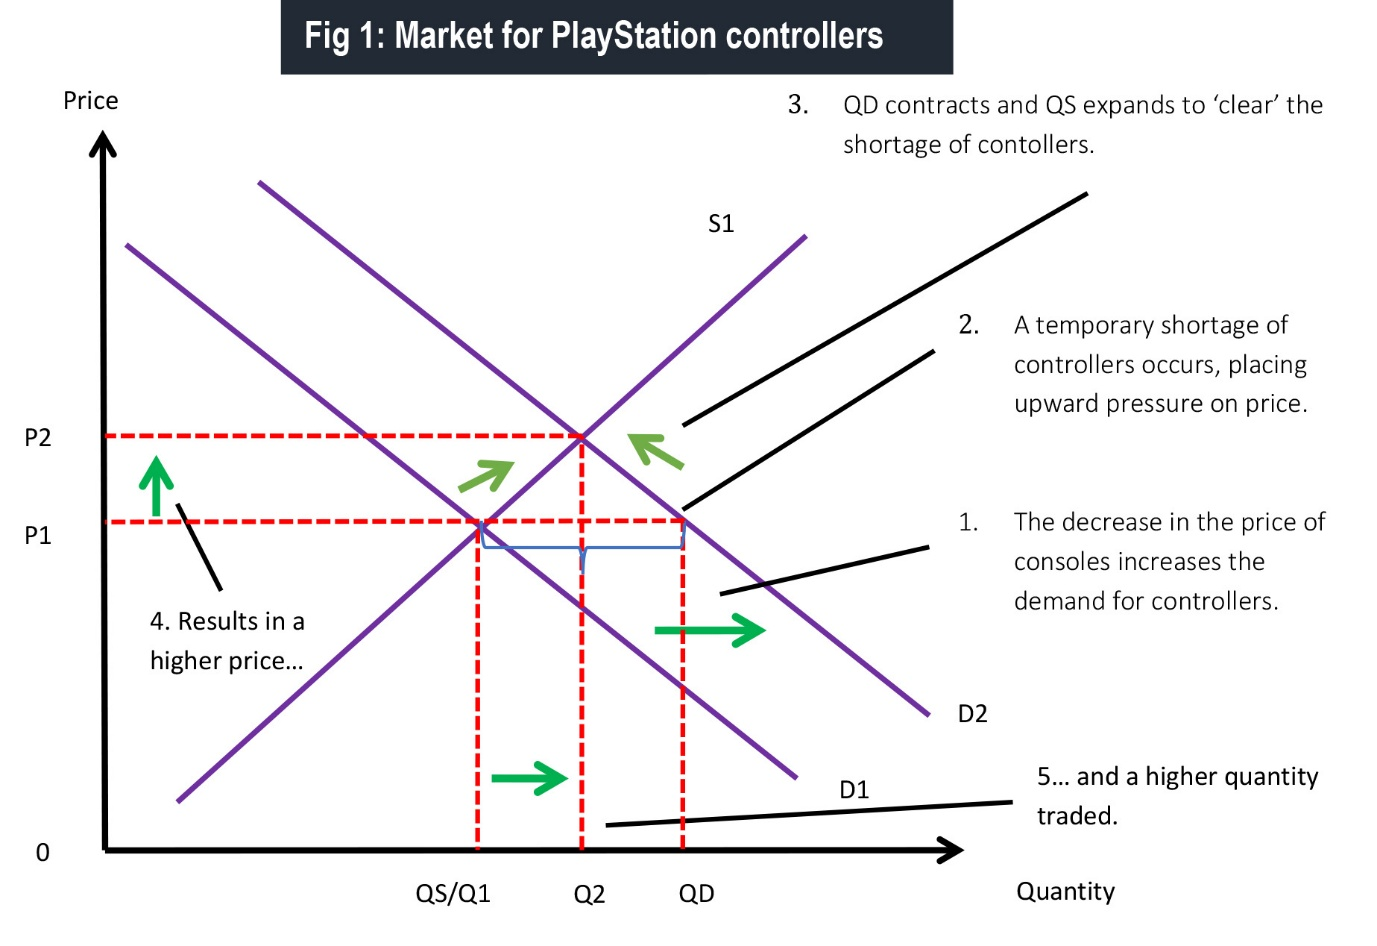 Fig 1: Market for PlayStation controllers
Price
3. QD contracts and QS expands to ‘clear’ the
shortage of contollers.
S1
2. A temporary shortage of
controllers occurs, placing
upward pressure on price.
P2
P1
1. The decrease in the price of
consoles increases the
demand for controllers.
4. Results in a
higher price...
D2
5... and a higher quantity
traded.
D1
0
QS/Q1
Q2
QD
Quantity